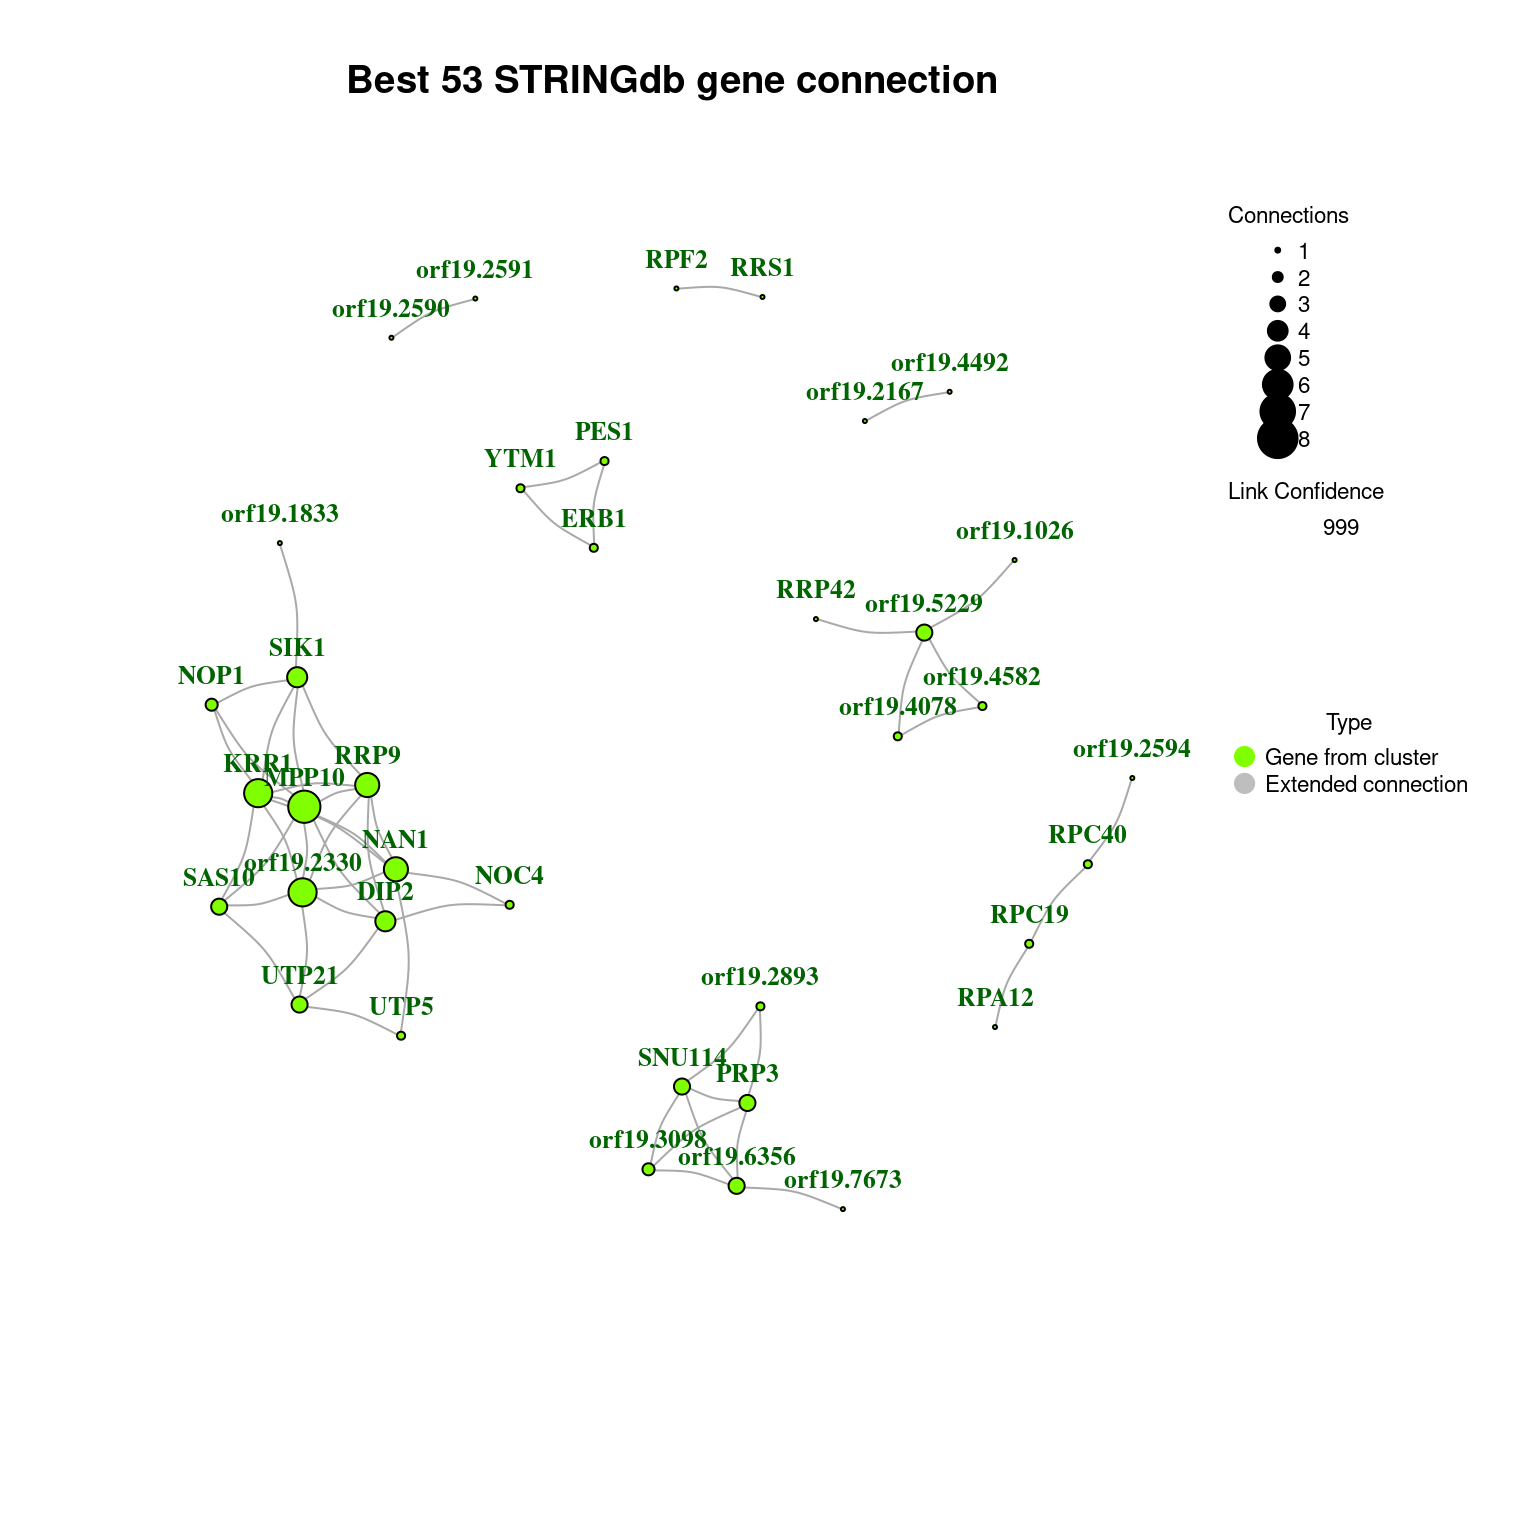 Best 53 STRINGdb gene connection
Connections
1
2
3
4
5
6
7
8
Link Confidence
999
Type
Gene from cluster
Extended connection
RPF2
RRS1
orf19.2591
orf19.2590
orf19.4492
orf19.2167
PES1
YTM1
ERB1
orf19.1833
orf19.1026
RRP42
orf19.5229
SIK1
NOP1
orf19.4582
orf19.4078
KRR1
MPP10
RRP9
orf19.2594
RPC40
NAN1
orf19.2330
SAS10
DIP2
NOC4
RPC19
UTP21
UTP5
RPA12
orf19.2893
SNU114
PRP3
orf19.3098
orf19.6356
orf19.7673